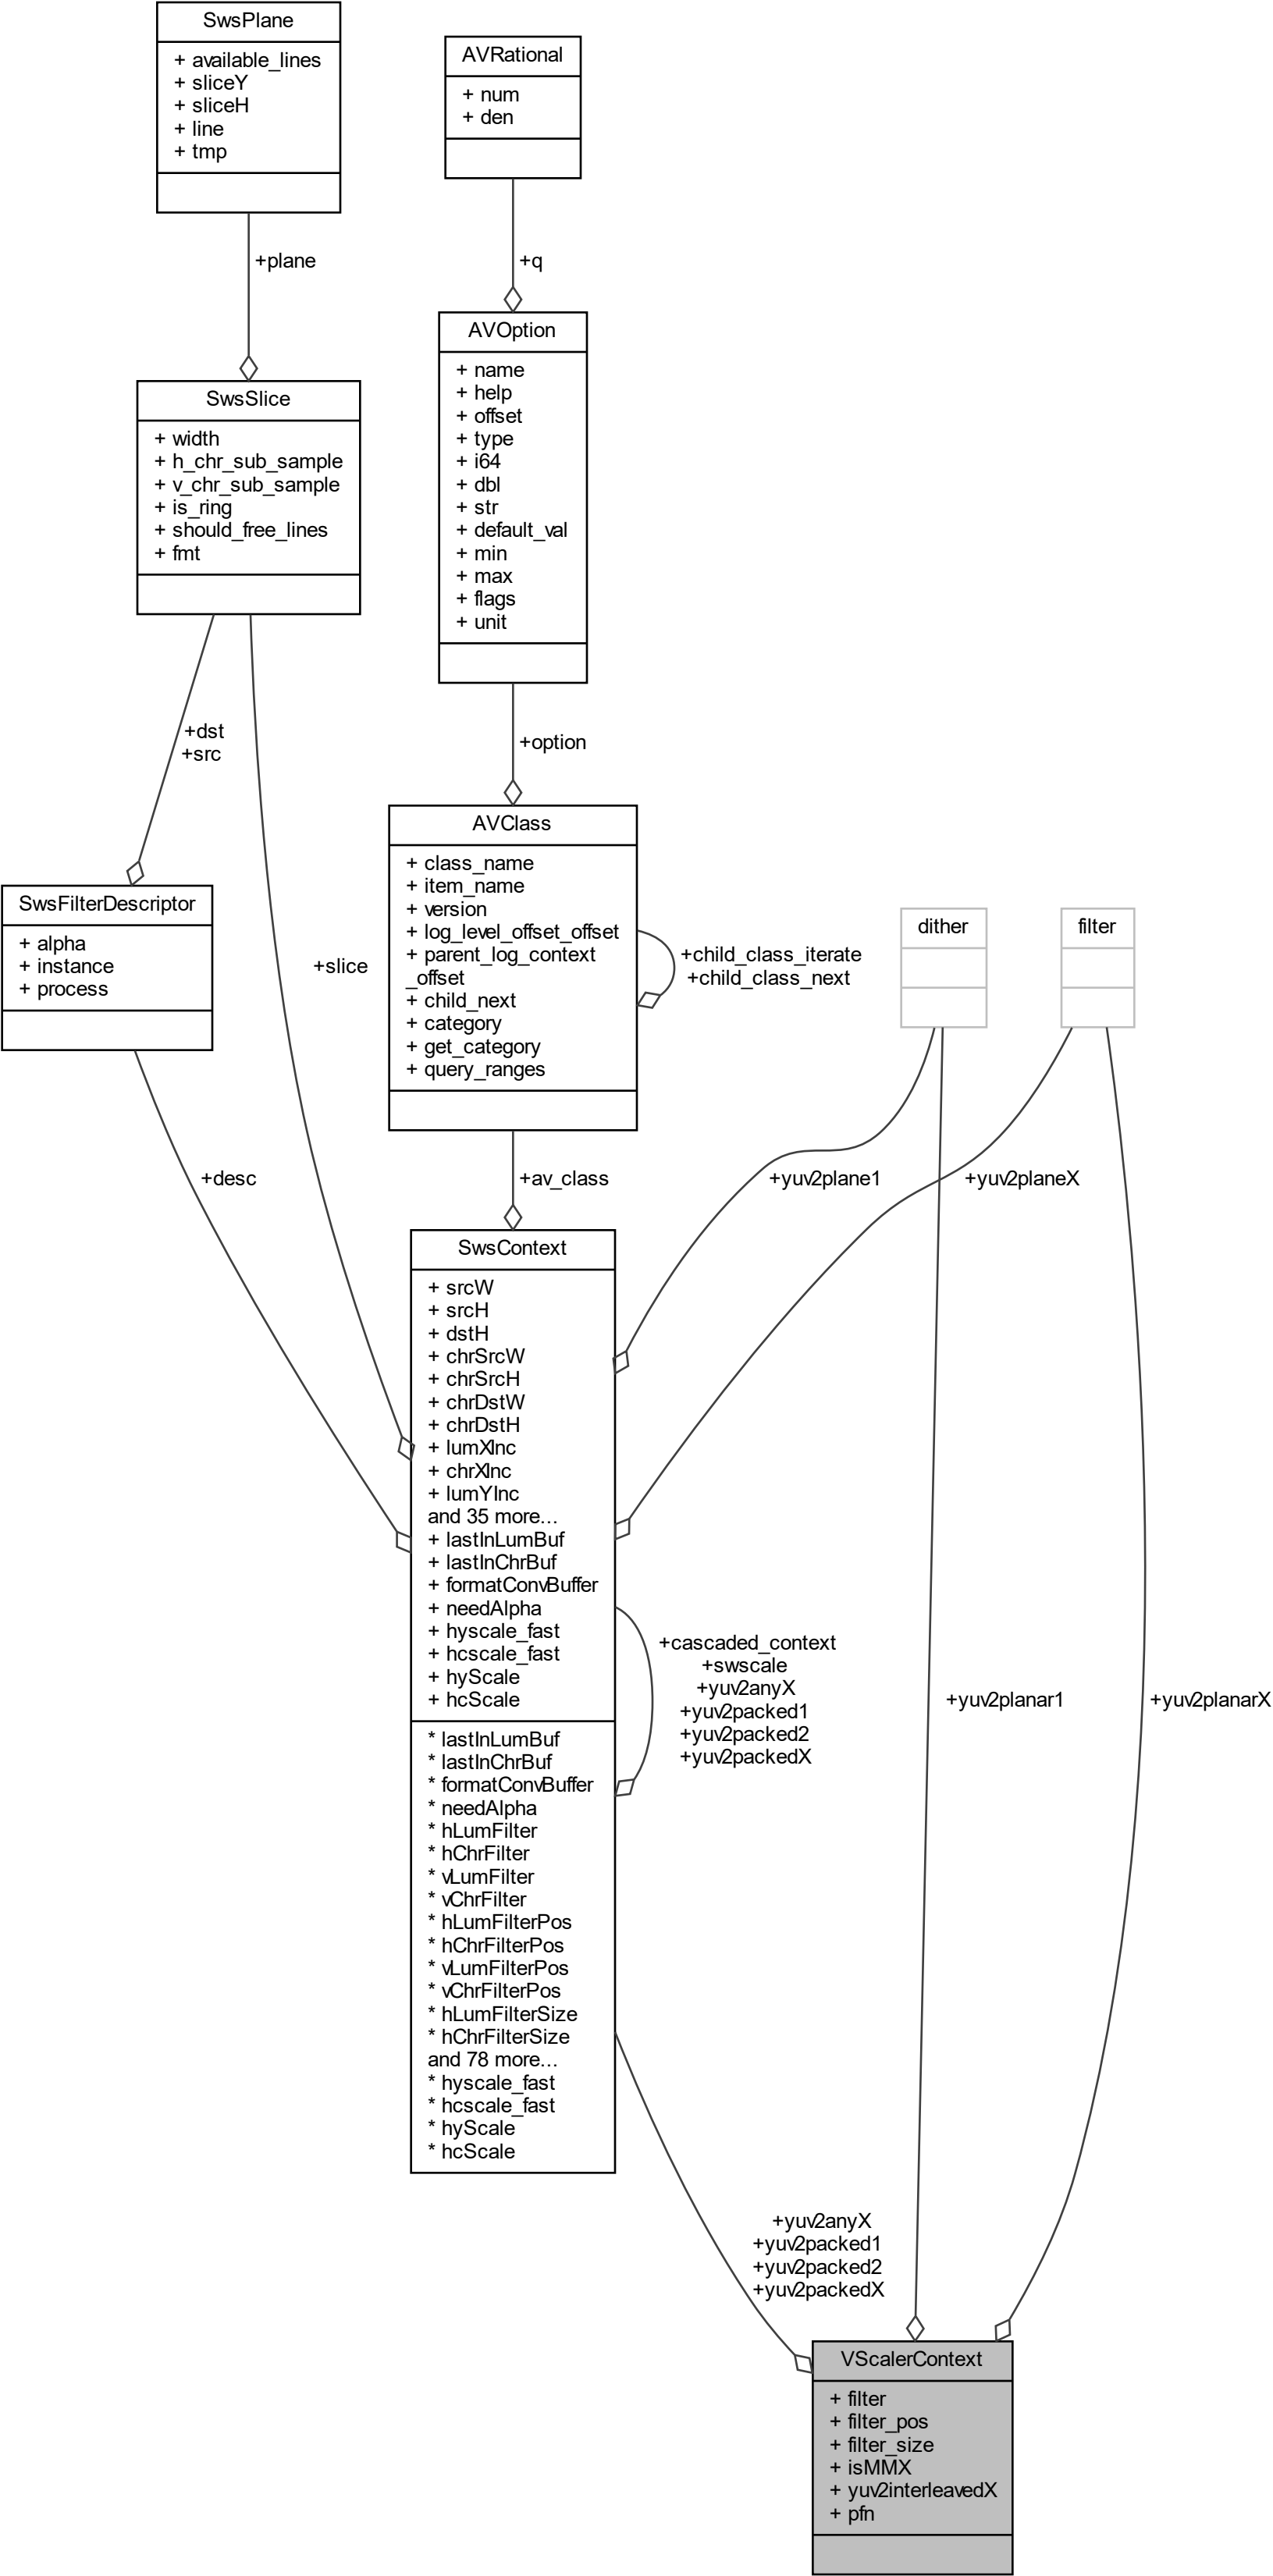 SwsPlane
+ available_lines
+ sliceY
+ sliceH
+ line
+ tmp
AVRational
+ num
+ den
+plane
+q
SwsSlice
+ width
+ h_chr_sub_sample
+ v_chr_sub_sample
+ is_ring
+ should_free_lines
+ fmt
AVOption
+ name
+ help
+ offset
+ type
+ i64
+ dbl
+ str
+ default_val
+ min
+ max
+ flags
+ unit
+dst
+src
+option
SwsFilterDescriptor
+ alpha
+ instance
+ process
+slice
AVClass
+ class_name
+ item_name
+ version
+ log_level_offset_offset
+ parent_log_context
_offset
+ child_next
+ category
+ get_category
+ query_ranges
+child_class_iterate
+child_class_next
dither
filter
+desc
+av_class
+yuv2plane1
+yuv2planeX
SwsContext
+ srcW
+ srcH
+ dstH
+ chrSrcW
+ chrSrcH
+ chrDstW
+ chrDstH
+ lumXInc
+ chrXInc
+ lumYInc
and 35 more...
+ lastInLumBuf
+ lastInChrBuf
+ formatConvBuffer
+ needAlpha
+ hyscale_fast
+ hcscale_fast
+ hyScale
+ hcScale
* lastInLumBuf
* lastInChrBuf
* formatConvBuffer
* needAlpha
* hLumFilter
* hChrFilter
* vLumFilter
* vChrFilter
* hLumFilterPos
* hChrFilterPos
* vLumFilterPos
* vChrFilterPos
* hLumFilterSize
* hChrFilterSize
and 78 more...
* hyscale_fast
* hcscale_fast
* hyScale
* hcScale
+cascaded_context
+swscale
+yuv2anyX
+yuv2packed1
+yuv2packed2
+yuv2packedX
+yuv2planar1
+yuv2planarX
+yuv2anyX
+yuv2packed1
+yuv2packed2
+yuv2packedX
VScalerContext
+ filter
+ filter_pos
+ filter_size
+ isMMX
+ yuv2interleavedX
+ pfn